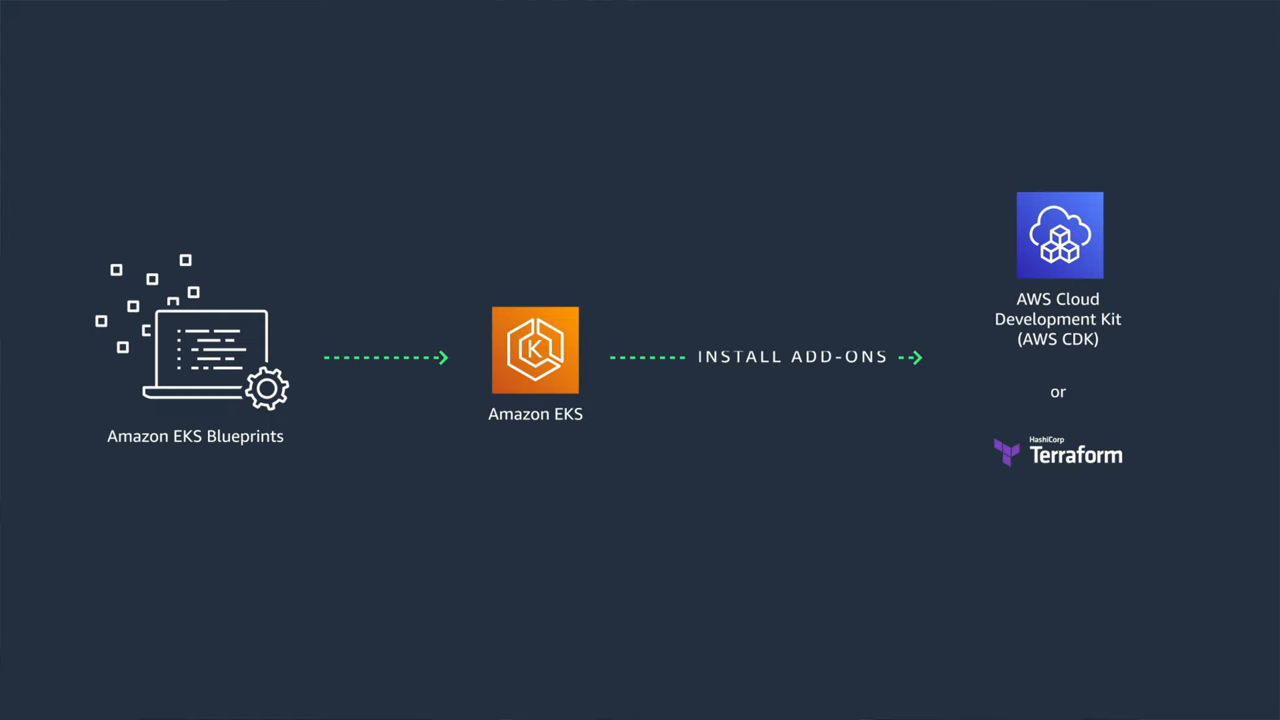 Amazon EKS Blueprints
Amazon EKS
INSTALL ADD-ONS
AWS Cloud
Development Kit
(AWS CDK)
or
HashiCorp
Terraform